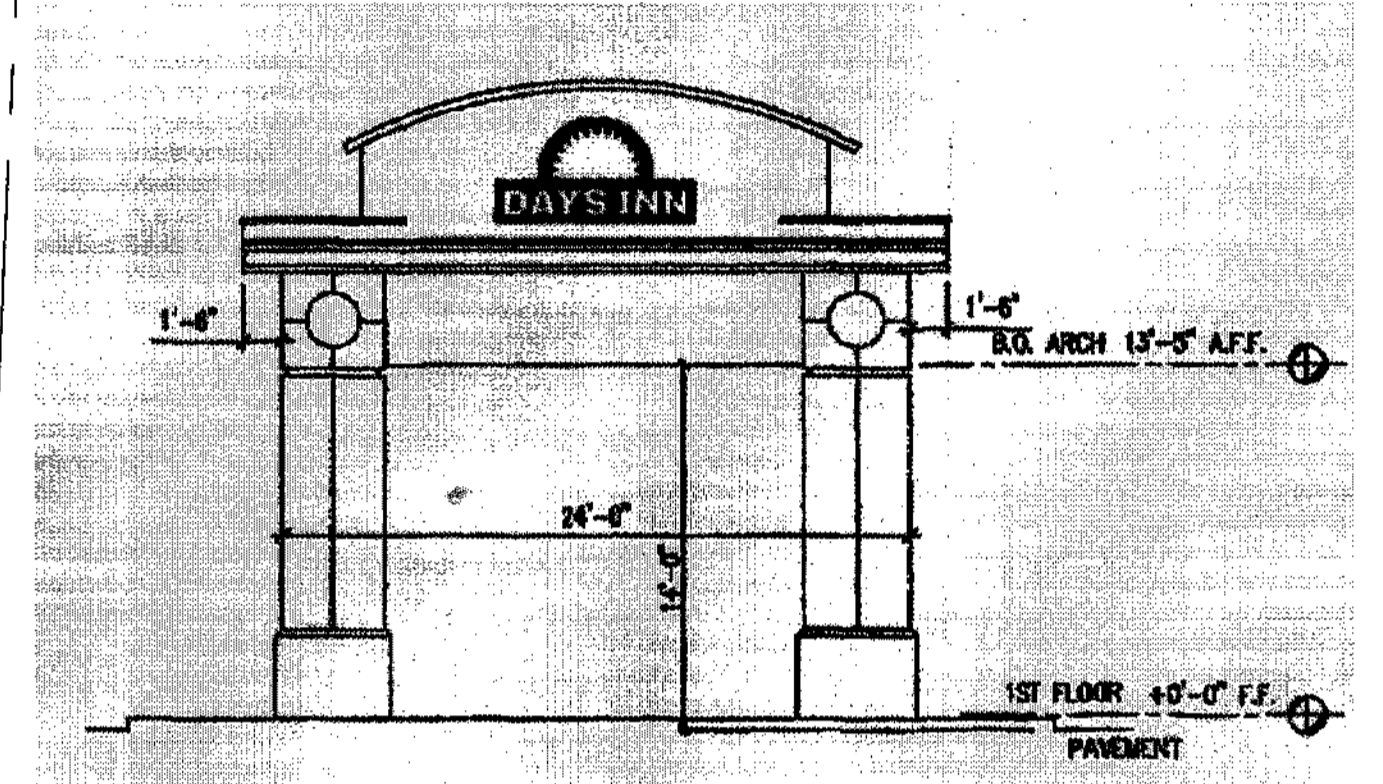 DAYS INN
1'-6"
1'-6"
B.O. ARCH 13'-5" A.F.F.
24'-0"
14'-0"
1ST FLOOR +0'-0" F.F.
PAVEMENT